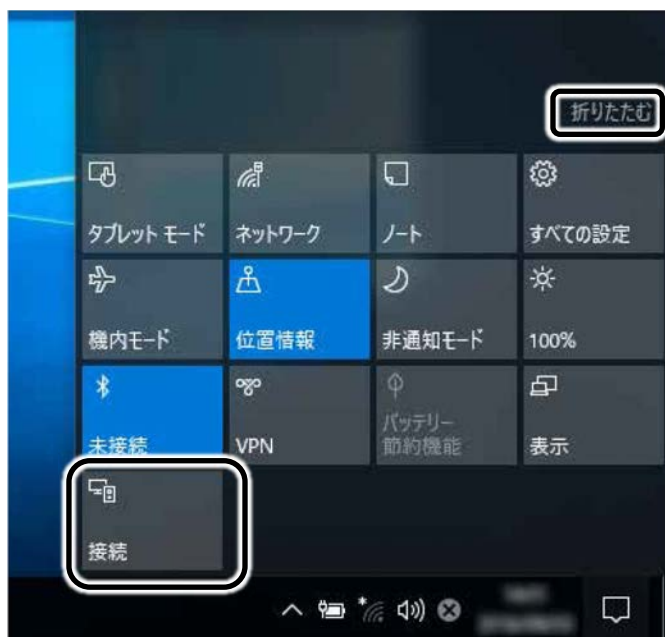 折りたたむ
タブレット モード
ネットワーク
ノート
すべての設定
機内モード
位置情報
非通知モード
100%
未接続
VPN
バッテリー
節約機能
表示
接続